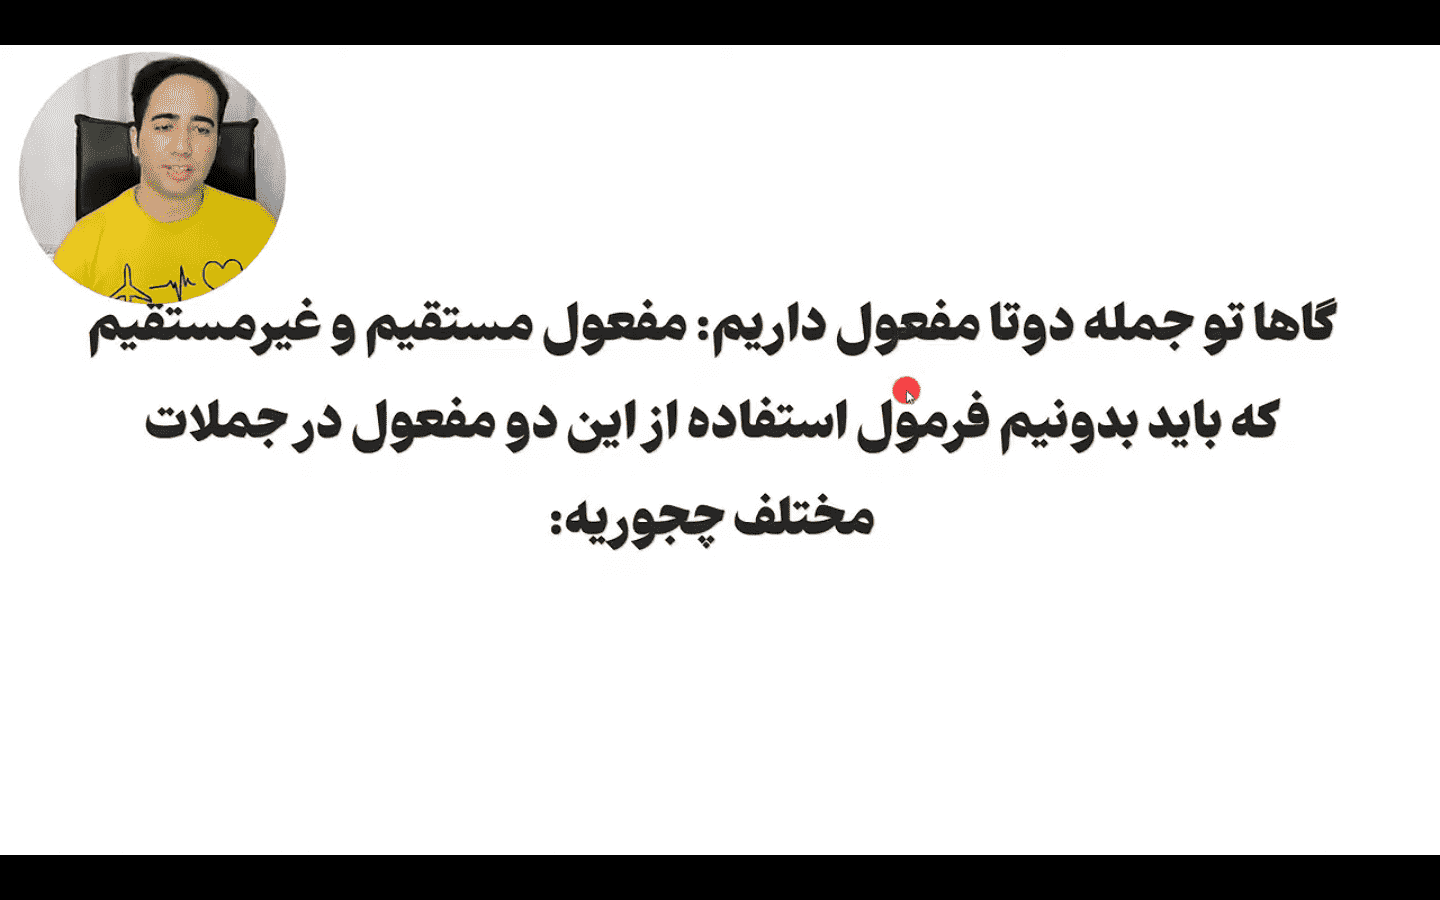 گاها تو جمله دوتا مفعول داریم: مفعول مستقیم و غیرمستقیم
که باید بدونیم فرمول استفاده از این دو مفعول در جملات
مختلف چجوریه: